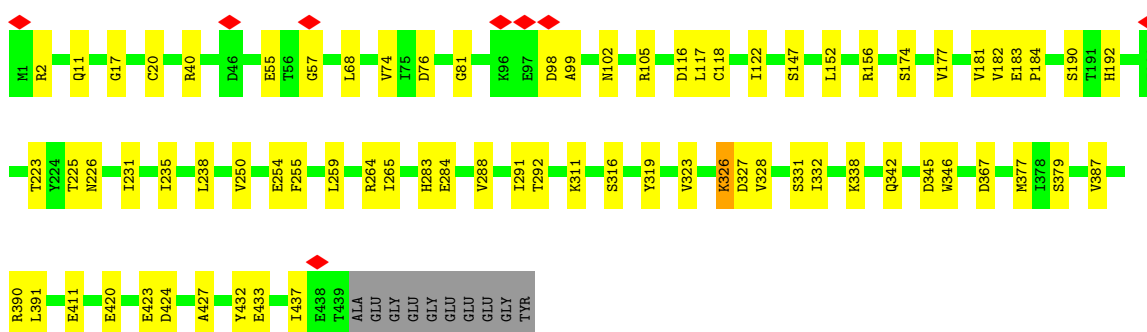 M1 R2 Q11 G17 C20 R40 D46 E55 T56 G57 L68 V74 I75 D76 G81 K96 E97 D98 A99 N102 R105 D116 L117 C118 I122 S147 L152 R156 S174 V177 V181 V182 E183 P184 S190 T191 H192
T223 Y224 T225 N226 I231 I235 L238 V250 E254 F255 L259 R264 I265 H283 E284 V288 I291 T292 K311 S316 Y319 V323 K326 D327 V328 S331 I332 K338 Q342 D345 W346 D367 M377 I378 S379 V387
R390 L391 E411 E420 E423 D424 A427 Y432 E433 I437 E438 T439 ALA GLU GLY GLU GLY GLU GLU GLU GLY TYR